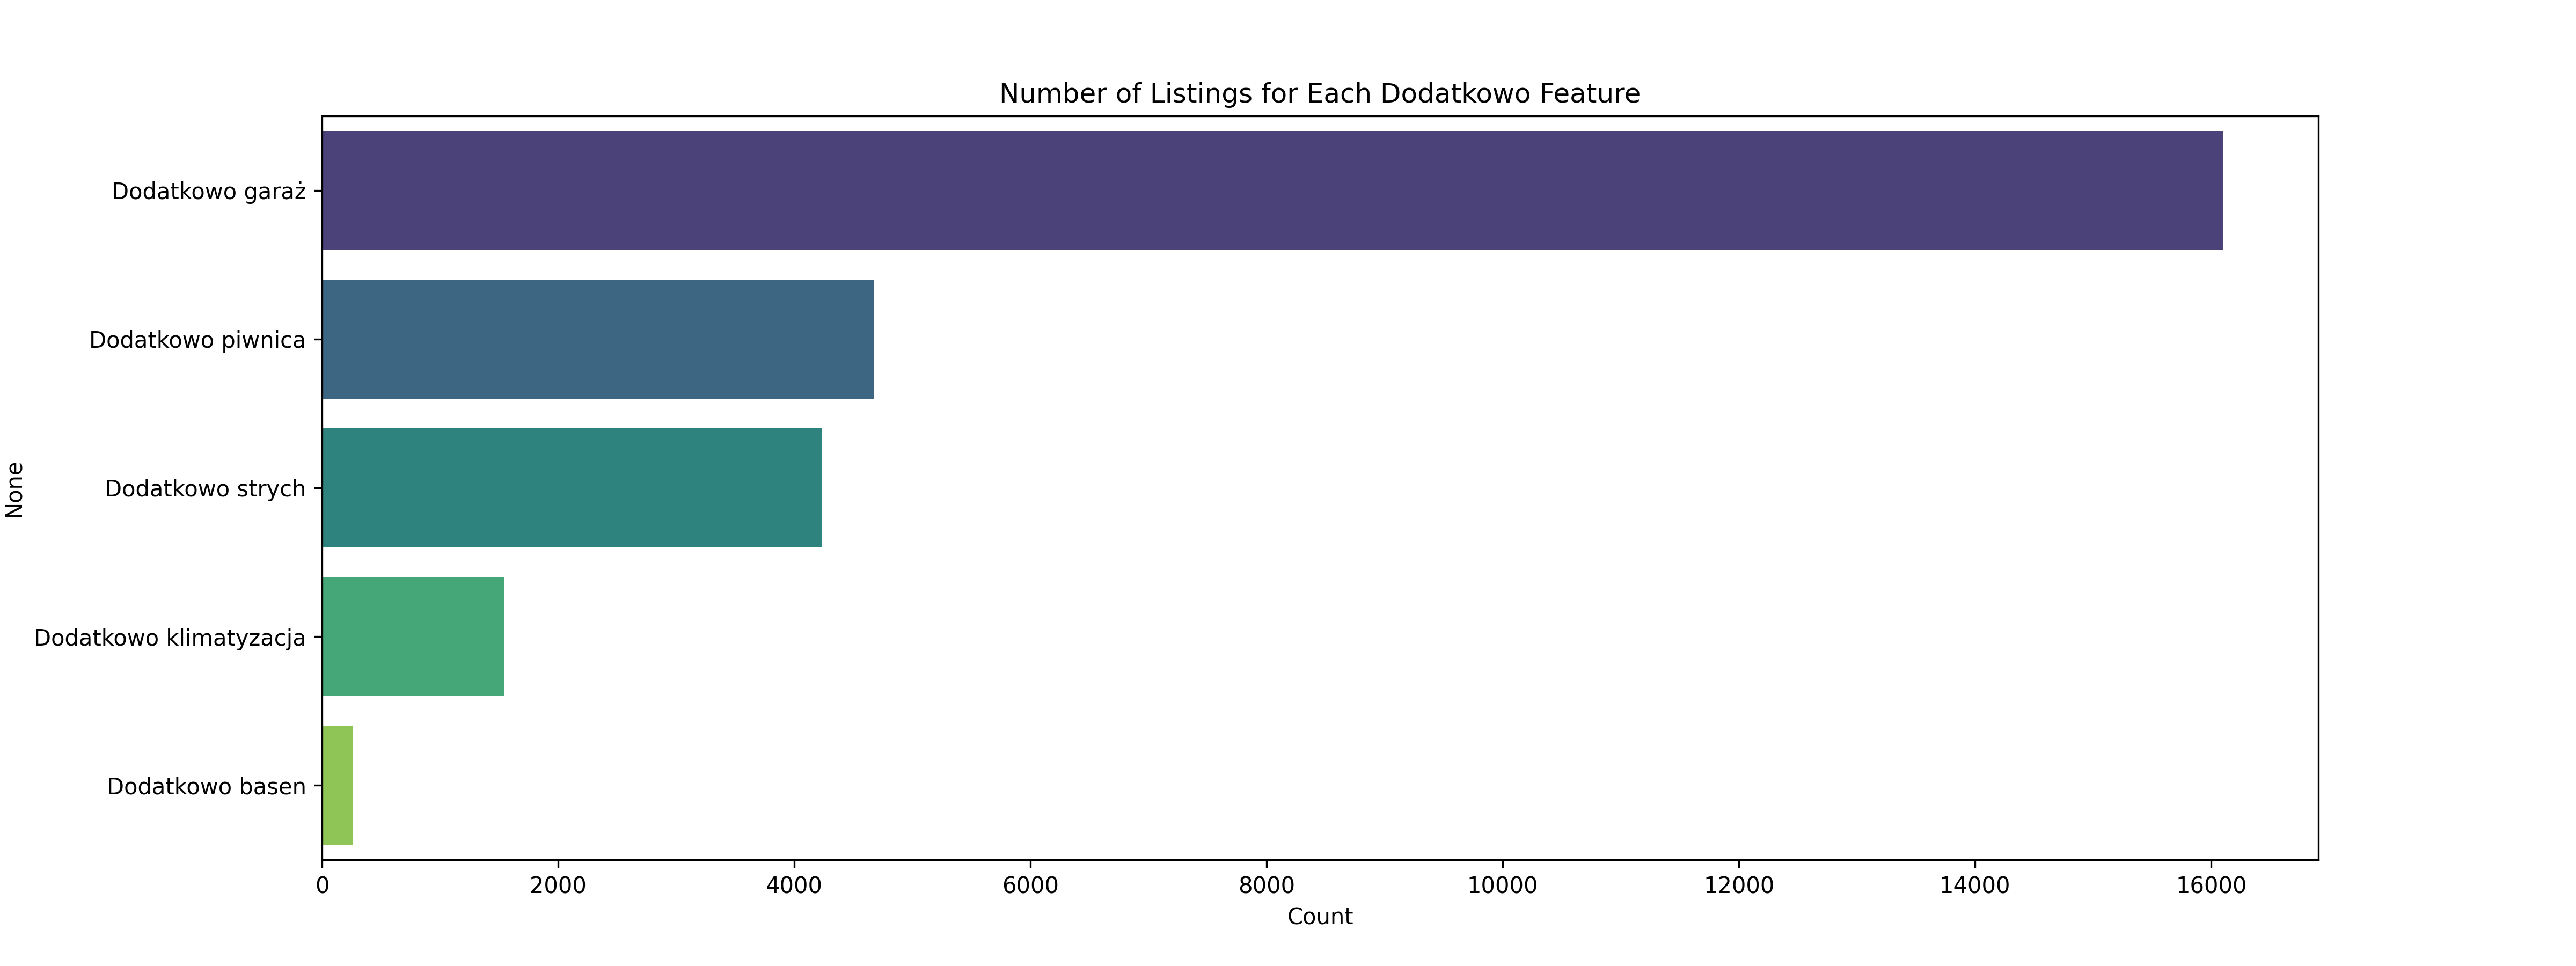 Number of Listings for Each Dodatkowo Feature
Dodatkowo garaż
Dodatkowo piwnica
Dodatkowo strych
Dodatkowo klimatyzacja
Dodatkowo basen
None
0 2000 4000 6000 8000 10000 12000 14000 16000
Count